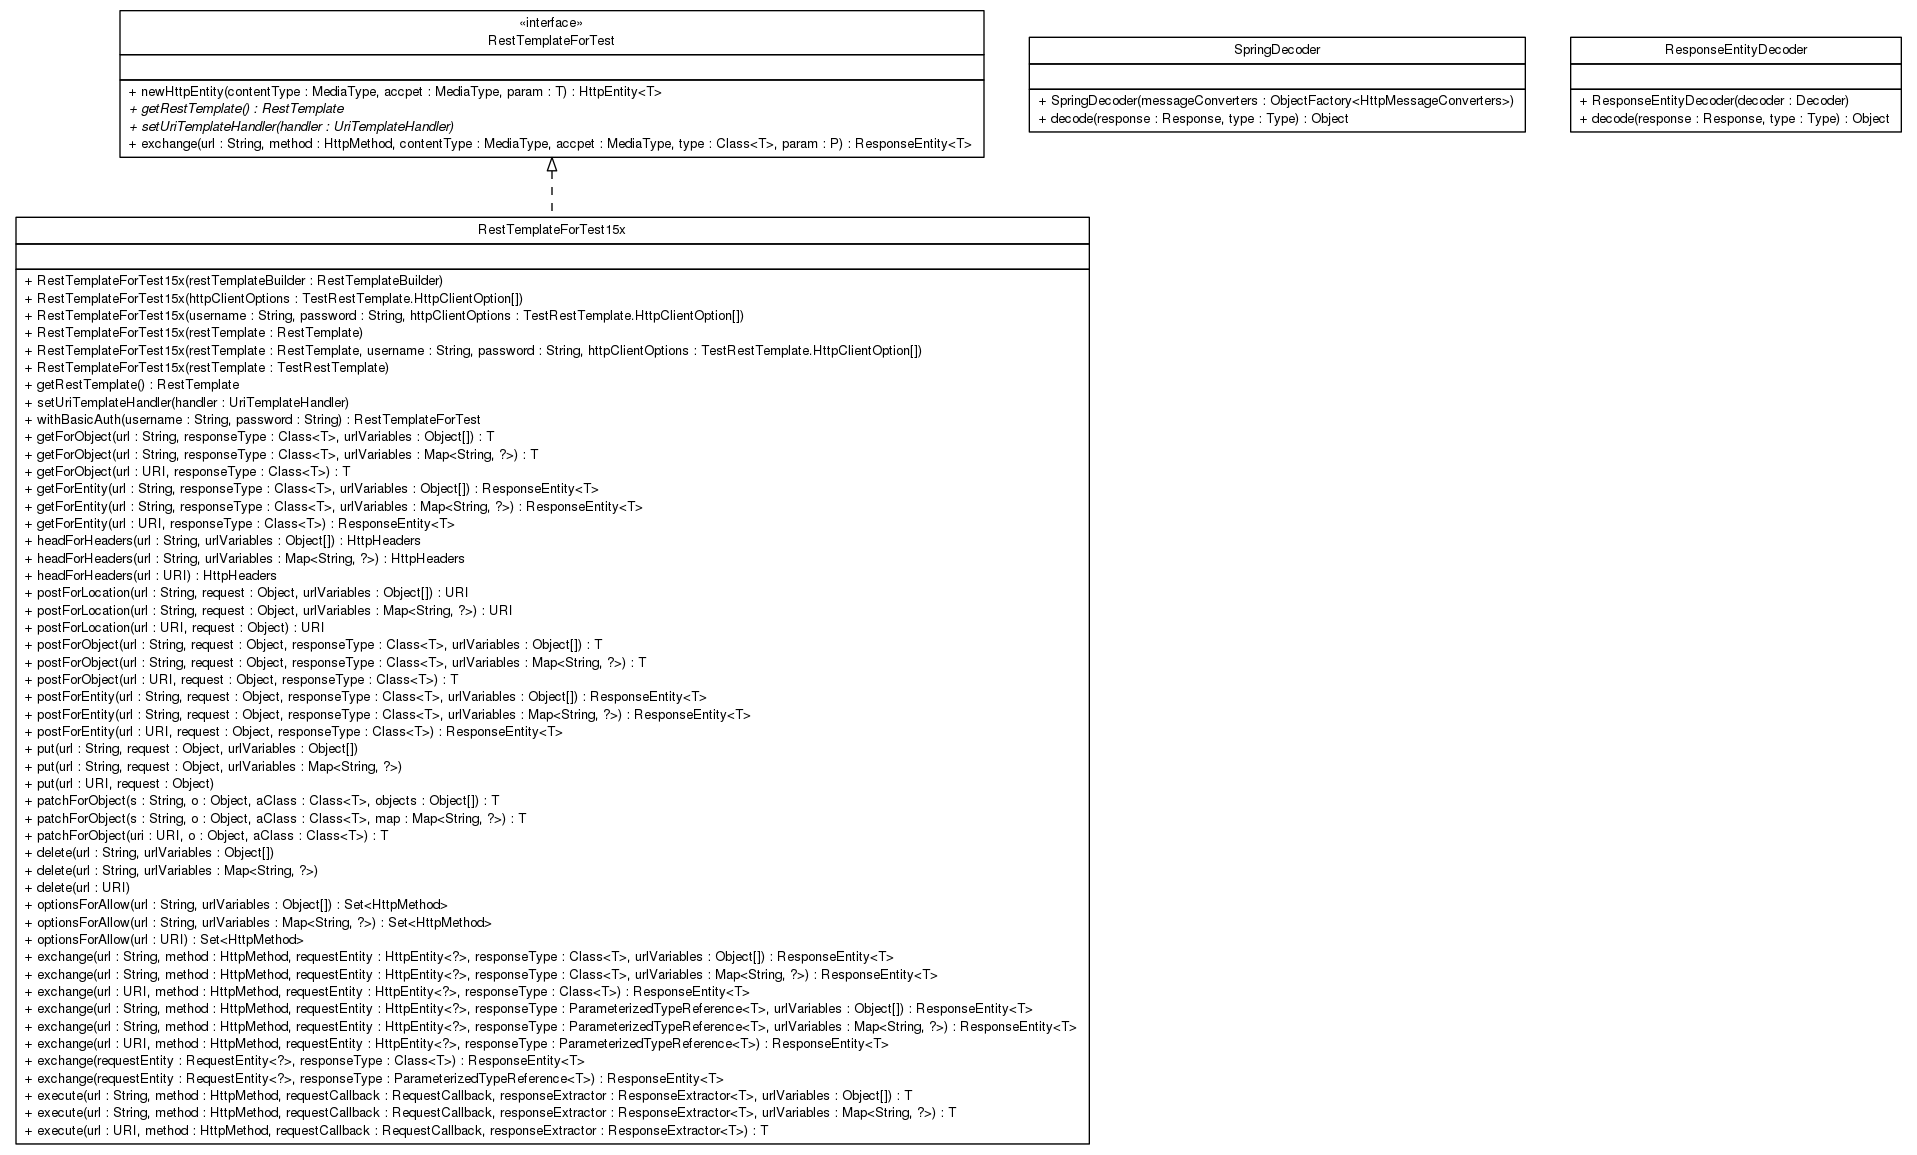 «interface»
RestTemplateForTest
+ newHttpEntity(contentType : MediaType, accpet : MediaType, param : T) : HttpEntity<T>
+ getRestTemplate() : RestTemplate
+ setUriTemplateHandler(handler : UriTemplateHandler)
+ exchange(url : String, method : HttpMethod, contentType : MediaType, accpet : MediaType, type : Class<T>, param : P) : ResponseEntity<T>
SpringDecoder
+ SpringDecoder(messageConverters : ObjectFactory<HttpMessageConverters>)
+ decode(response : Response, type : Type) : Object
ResponseEntityDecoder
+ ResponseEntityDecoder(decoder : Decoder)
+ decode(response : Response, type : Type) : Object
RestTemplateForTest15x
+ RestTemplateForTest15x(restTemplateBuilder : RestTemplateBuilder)
+ RestTemplateForTest15x(httpClientOptions : TestRestTemplate.HttpClientOption[])
+ RestTemplateForTest15x(username : String, password : String, httpClientOptions : TestRestTemplate.HttpClientOption[])
+ RestTemplateForTest15x(restTemplate : RestTemplate)
+ RestTemplateForTest15x(restTemplate : RestTemplate, username : String, password : String, httpClientOptions : TestRestTemplate.HttpClientOption[])
+ RestTemplateForTest15x(restTemplate : TestRestTemplate)
+ getRestTemplate() : RestTemplate
+ setUriTemplateHandler(handler : UriTemplateHandler)
+ withBasicAuth(username : String, password : String) : RestTemplateForTest
+ getForObject(url : String, responseType : Class<T>, urlVariables : Object[]) : T
+ getForObject(url : String, responseType : Class<T>, urlVariables : Map<String, ?>) : T
+ getForObject(url : URI, responseType : Class<T>) : T
+ getForEntity(url : String, responseType : Class<T>, urlVariables : Object[]) : ResponseEntity<T>
+ getForEntity(url : String, responseType : Class<T>, urlVariables : Map<String, ?>) : ResponseEntity<T>
+ getForEntity(url : URI, responseType : Class<T>) : ResponseEntity<T>
+ headForHeaders(url : String, urlVariables : Object[]) : HttpHeaders
+ headForHeaders(url : String, urlVariables : Map<String, ?>) : HttpHeaders
+ headForHeaders(url : URI) : HttpHeaders
+ postForLocation(url : String, request : Object, urlVariables : Object[]) : URI
+ postForLocation(url : String, request : Object, urlVariables : Map<String, ?>) : URI
+ postForLocation(url : URI, request : Object) : URI
+ postForObject(url : String, request : Object, responseType : Class<T>, urlVariables : Object[]) : T
+ postForObject(url : String, request : Object, responseType : Class<T>, urlVariables : Map<String, ?>) : T
+ postForObject(url : URI, request : Object, responseType : Class<T>) : T
+ postForEntity(url : String, request : Object, responseType : Class<T>, urlVariables : Object[]) : ResponseEntity<T>
+ postForEntity(url : String, request : Object, responseType : Class<T>, urlVariables : Map<String, ?>) : ResponseEntity<T>
+ postForEntity(url : URI, request : Object, responseType : Class<T>) : ResponseEntity<T>
+ put(url : String, request : Object, urlVariables : Object[])
+ put(url : String, request : Object, urlVariables : Map<String, ?>)
+ put(url : URI, request : Object)
+ patchForObject(s : String, o : Object, aClass : Class<T>, objects : Object[]) : T
+ patchForObject(s : String, o : Object, aClass : Class<T>, map : Map<String, ?>) : T
+ patchForObject(uri : URI, o : Object, aClass : Class<T>) : T
+ delete(url : String, urlVariables : Object[])
+ delete(url : String, urlVariables : Map<String, ?>)
+ delete(url : URI)
+ optionsForAllow(url : String, urlVariables : Object[]) : Set<HttpMethod>
+ optionsForAllow(url : String, urlVariables : Map<String, ?>) : Set<HttpMethod>
+ optionsForAllow(url : URI) : Set<HttpMethod>
+ exchange(url : String, method : HttpMethod, requestEntity : HttpEntity<?>, responseType : Class<T>, urlVariables : Object[]) : ResponseEntity<T>
+ exchange(url : String, method : HttpMethod, requestEntity : HttpEntity<?>, responseType : Class<T>, urlVariables : Map<String, ?>) : ResponseEntity<T>
+ exchange(url : URI, method : HttpMethod, requestEntity : HttpEntity<?>, responseType : Class<T>) : ResponseEntity<T>
+ exchange(url : String, method : HttpMethod, requestEntity : HttpEntity<?>, responseType : ParameterizedTypeReference<T>, urlVariables : Object[]) : ResponseEntity<T>
+ exchange(url : String, method : HttpMethod, requestEntity : HttpEntity<?>, responseType : ParameterizedTypeReference<T>, urlVariables : Map<String, ?>) : ResponseEntity<T>
+ exchange(url : URI, method : HttpMethod, requestEntity : HttpEntity<?>, responseType : ParameterizedTypeReference<T>) : ResponseEntity<T>
+ exchange(requestEntity : RequestEntity<?>, responseType : Class<T>) : ResponseEntity<T>
+ exchange(requestEntity : RequestEntity<?>, responseType : ParameterizedTypeReference<T>) : ResponseEntity<T>
+ execute(url : String, method : HttpMethod, requestCallback : RequestCallback, responseExtractor : ResponseExtractor<T>, urlVariables : Object[]) : T
+ execute(url : String, method : HttpMethod, requestCallback : RequestCallback, responseExtractor : ResponseExtractor<T>, urlVariables : Map<String, ?>) : T
+ execute(url : URI, method : HttpMethod, requestCallback : RequestCallback, responseExtractor : ResponseExtractor<T>) : T